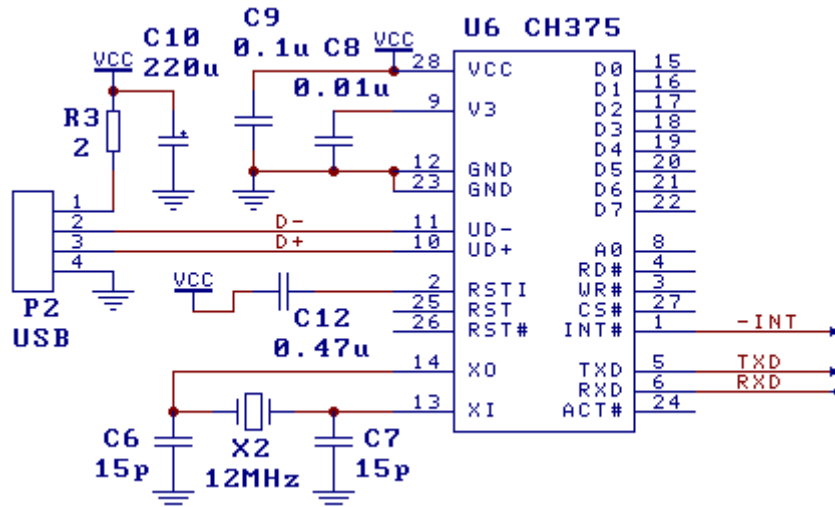 C9
U6 CH375
C10
0.1u C8
VCC
VCC
220u
28
VCC
D0
15
0.01u
D1
16
9
V3
D2
17
R3
D3
18
2
D4
19
12
GND
D5
20
23
GND
D6
21
D7
22
1
2
D-
11
UD-
3
D+
10
UD+
A0
8
4
RD#
4
VCC
2
RSTI
WR#
3
P2
25
RST
CS#
27
USB
C12
26
RST#
INT#
1
-INT
0.47u
14
XO
TXD
5
TXD
RXD
6
RXD
13
XI
ACT#
24
C6
X2
C7
15p
12MHz
15p